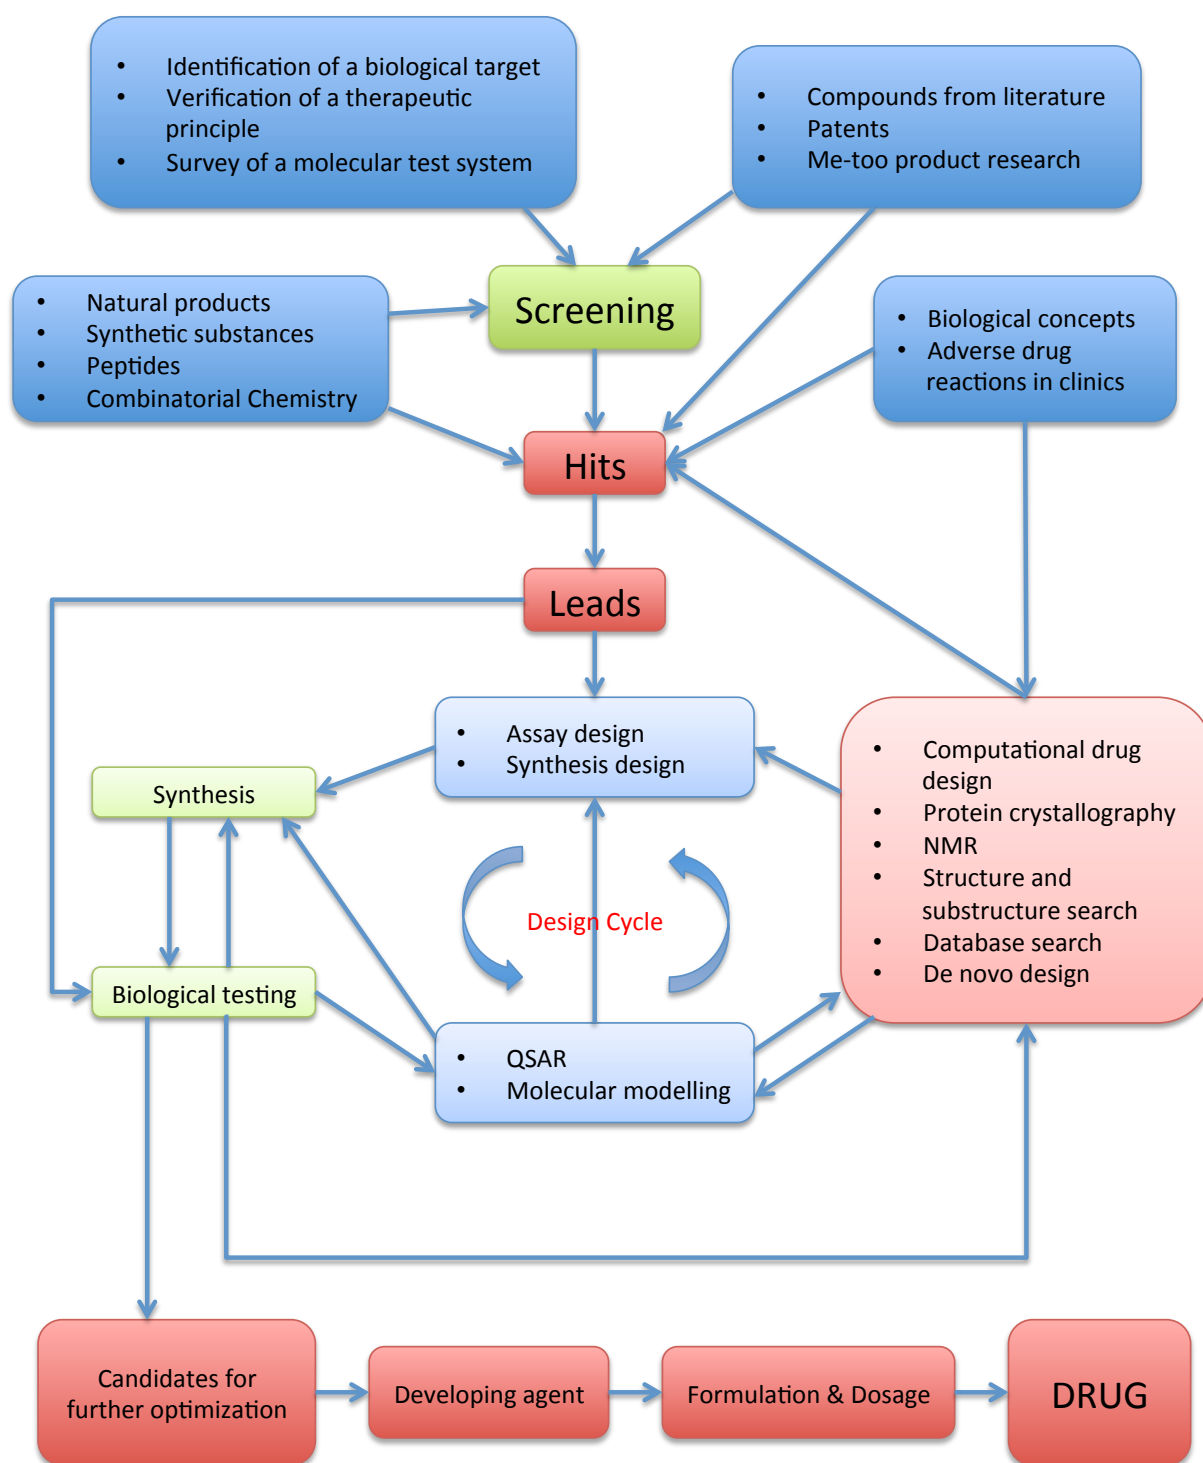 • Identification of a biological target
• Verification of a therapeutic
principle
• Survey of a molecular test system
• Compounds from literature
• Patents
• Me-too product research
• Natural products
• Synthetic substances
• Peptides
• Combinatorial Chemistry
Screening
• Biological concepts
• Adverse drug
reactions in clinics
Hits
Leads
• Assay design
• Synthesis design
Synthesis
• Computational drug
design
• Protein crystallography
• NMR
• Structure and
substructure search
• Database search
• De novo design
Design Cycle
Biological testing
• QSAR
• Molecular modelling
Candidates for
further optimization
Developing agent
Formulation & Dosage
DRUG